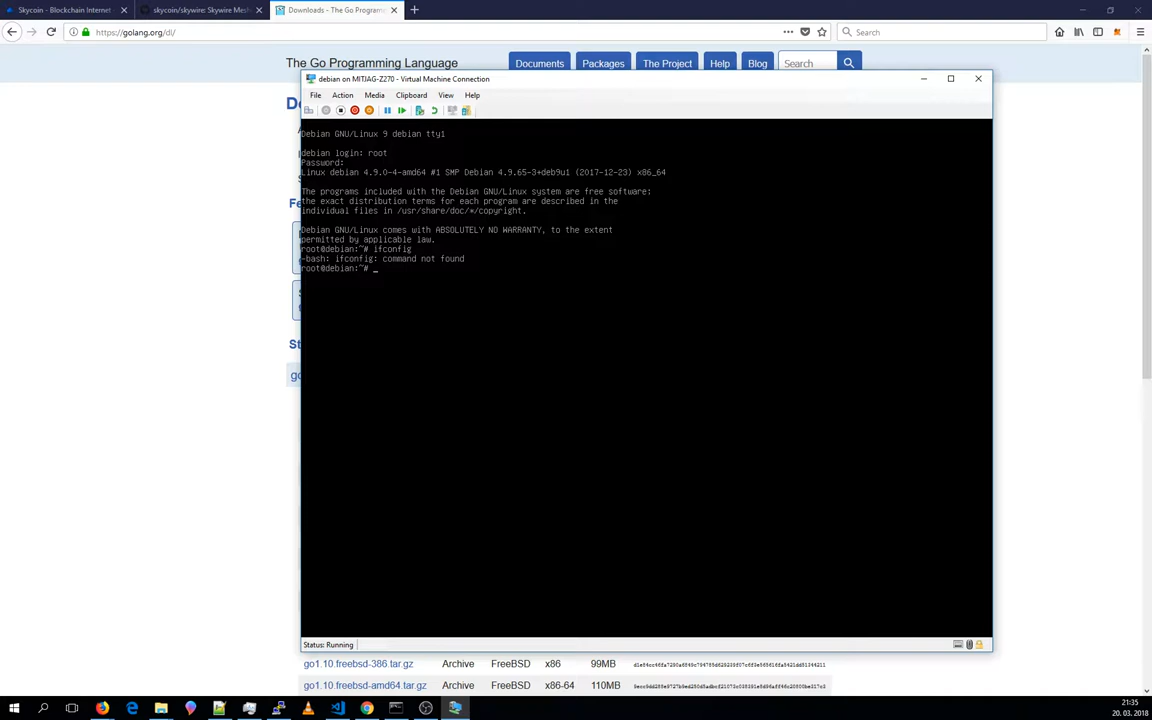 Skycoin - Blockchain Internet
skycoin/skywire: Skywire Mes
Downloads - The Go Program
https://golang.org/dl/
Search
The Go Programming Language
Documents
Packages
The Project
Help
Blog
Search
debian on MITJAG-Z270 - Virtual Machine Connection
File Action Media Clipboard View Help
Debian GNU/Linux 9 debian tty1
debian login: root
Password:
Linux debian 4.9.0-4-amd64 #1 SMP Debian 4.9.65-3+deb9u1 (2017-12-23) x86_64
The programs included with the Debian GNU/Linux system are free software;
the exact distribution terms for each program are described in the
individual files in /usr/share/doc/*/copyright.
Debian GNU/Linux comes with ABSOLUTELY NO WARRANTY, to the extent
permitted by applicable law.
root@debian:~# ifconfig
-bash: ifconfig: command not found
root@debian:~# _
Status: Running
go1.10.freebsd-386.tar.gz Archive FreeBSD x86 99MB
go1.10.freebsd-amd64.tar.gz Archive FreeBSD x86-64 110MB
21:35
20. 03. 2018